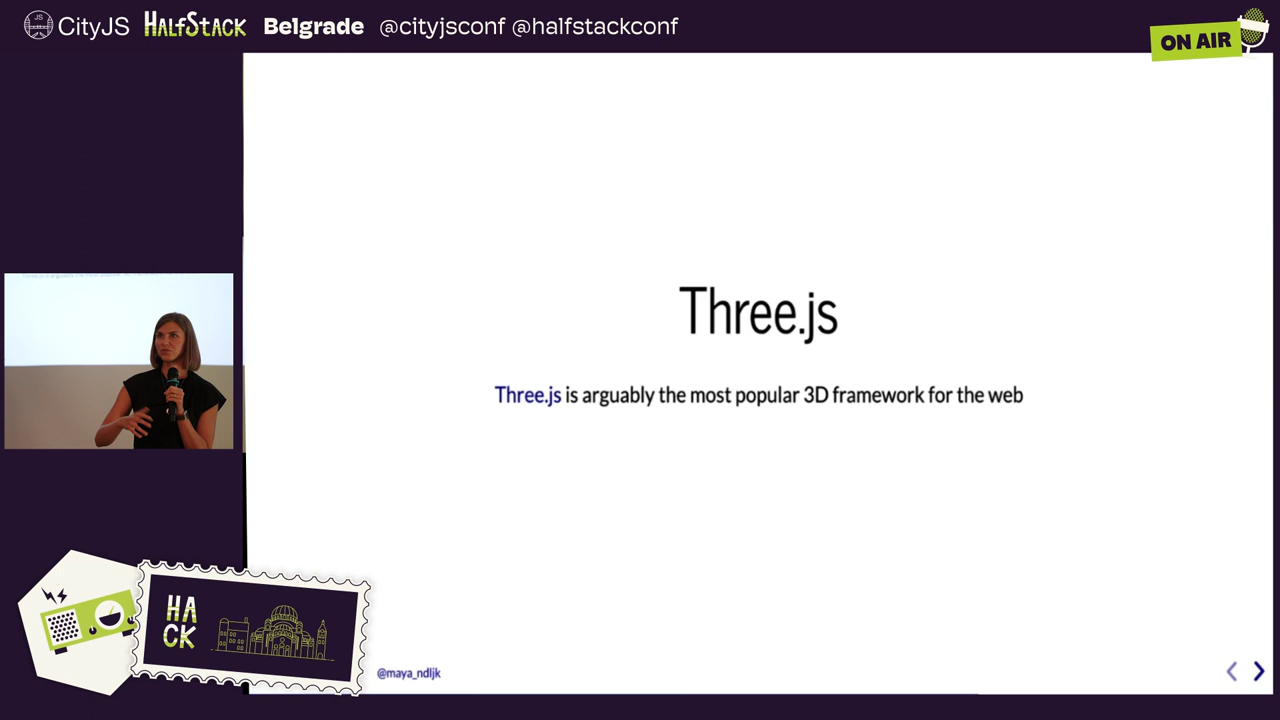 JS
CityJS HALFSTACK Belgrade @cityjsconf @halfstackconf
ON AIR
Three.js
Three.js is arguably the most popular 3D framework for the web
HA
CK
@maya_ndljk